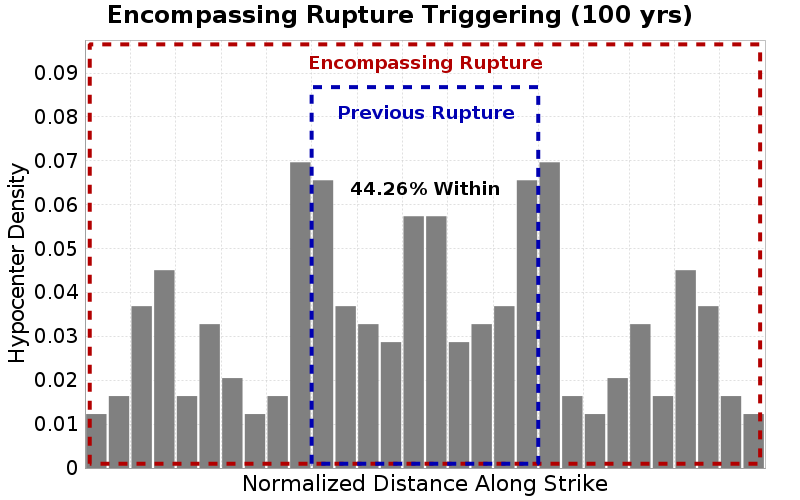 Encompassing Rupture Triggering (100 yrs)
Encompassing Rupture
Previous Rupture
44.26% Within
Hypocenter Density
0.09
0.08
0.07
0.06
0.05
0.04
0.03
0.02
0.01
0
Normalized Distance Along Strike